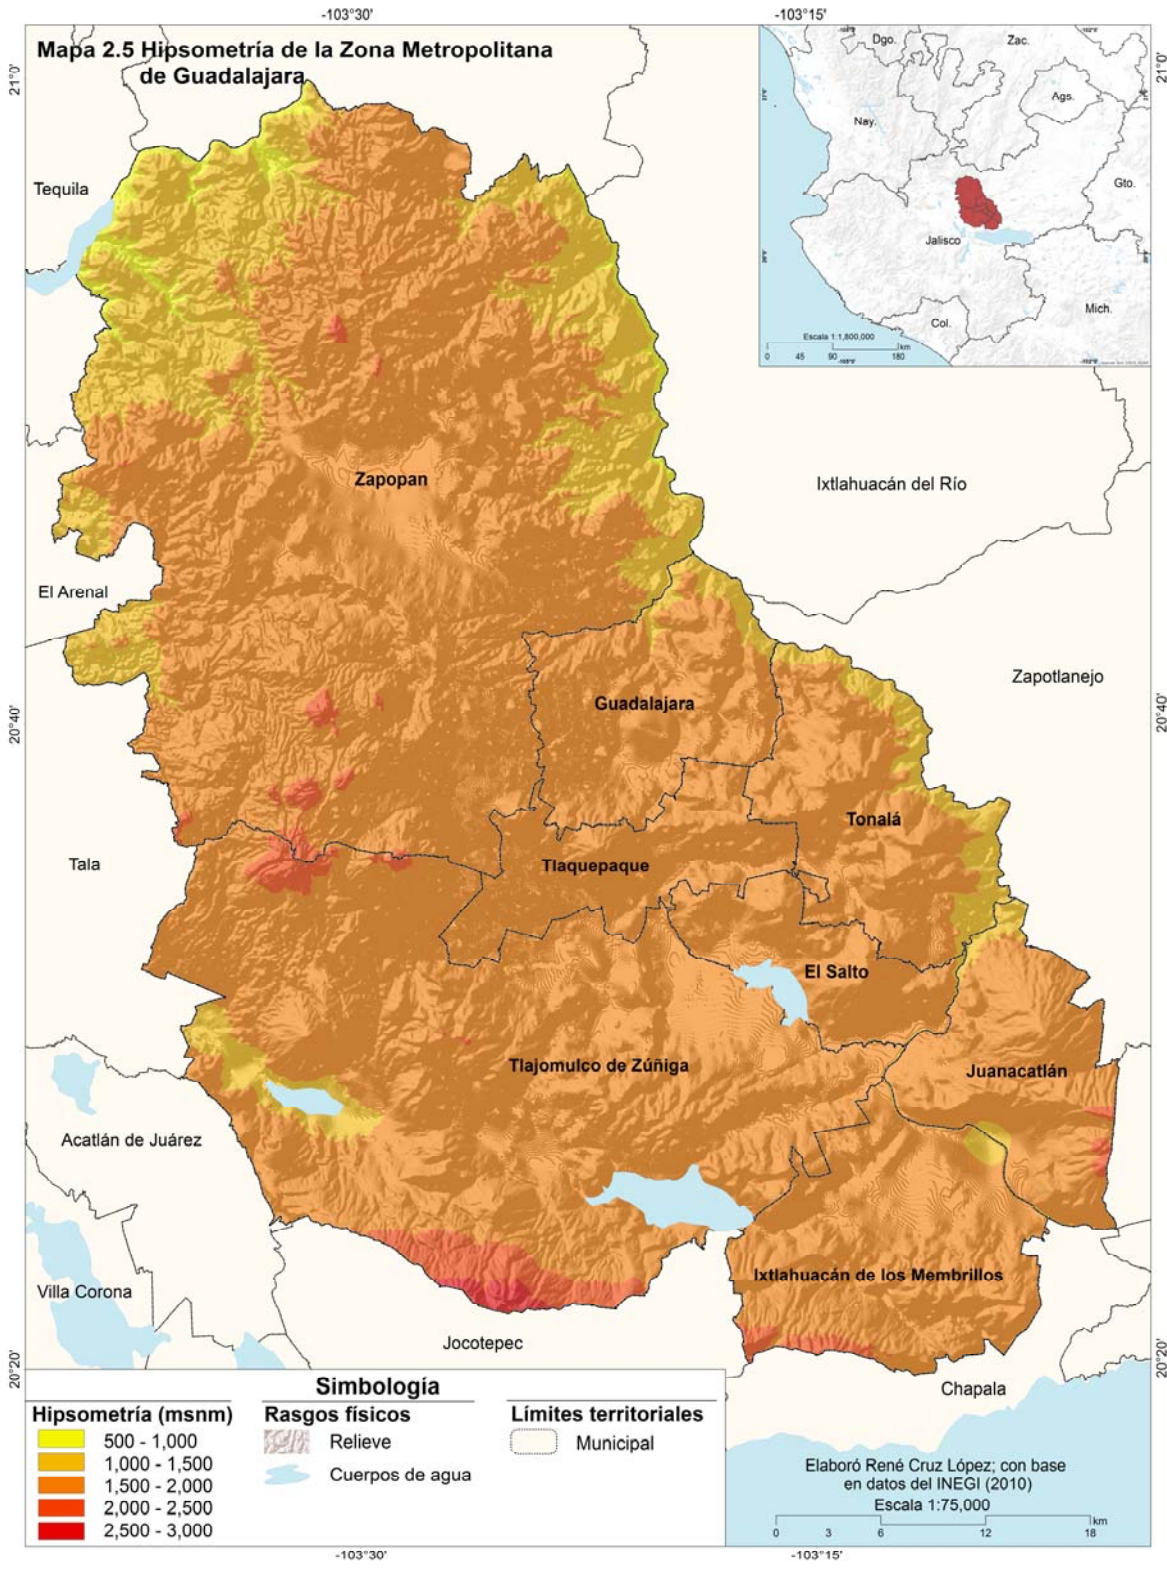 -103°30'
-103°15'
Mapa 2.5 Hipsometría de la Zona Metropolitana
de Guadalajara
21°0'
21°0'
Dgo.
Zac.
Ags.
Nay.
Gto.
Jalisco
Mich.
Col.
Escala 1:1,800,000
km
0 45 90 180
Tequila
Zapopan
Ixtlahuacán del Río
El Arenal
Zapotlanejo
Guadalajara
20°40'
20°40'
Tonalá
Tala
Tlaquepaque
El Salto
Tlajomulco de Zúñiga
Juanacatlán
Acatlán de Juárez
Ixtlahuacán de los Membrillos
Villa Corona
Jocotepec
20°20'
20°20'
Chapala
Simbología
Hipsometría (msnm)
500 - 1,000
1,000 - 1,500
1,500 - 2,000
2,000 - 2,500
2,500 - 3,000
Rasgos físicos
Relieve
Cuerpos de agua
Límites territoriales
Municipal
Elaboró René Cruz López; con base
en datos del INEGI (2010)
Escala 1:75,000
km
0 3 6 12 18
-103°30'
-103°15'